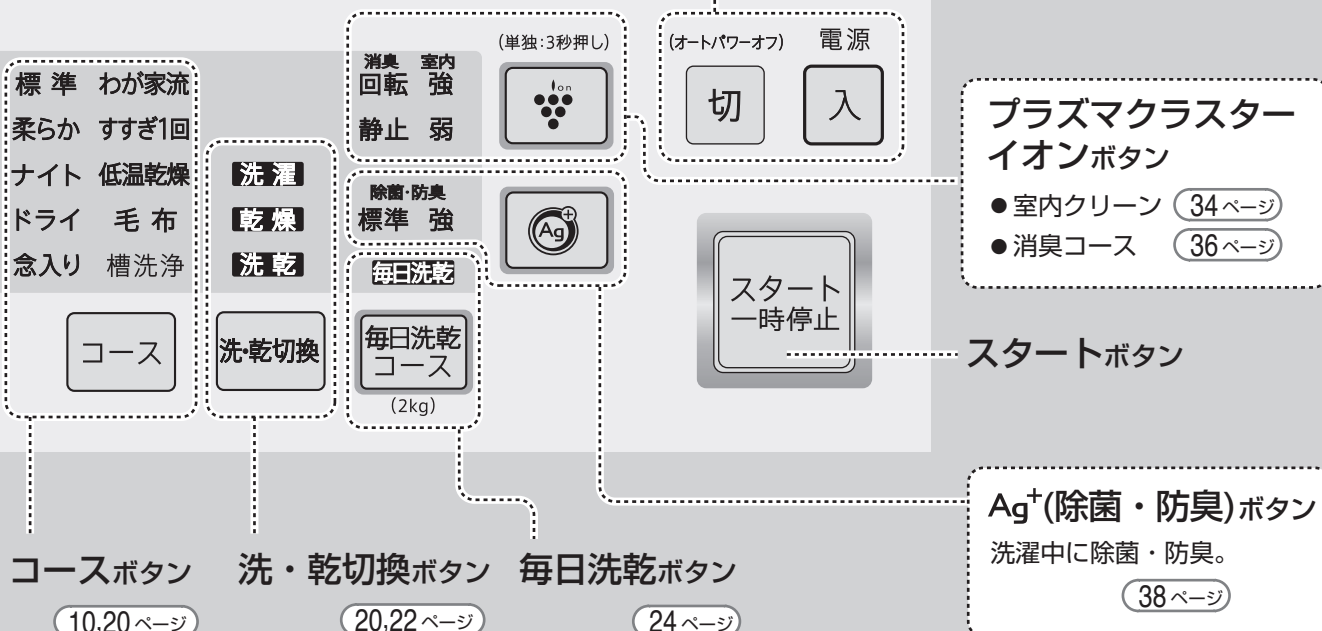 (単独:3秒押し)
(オートパワーオフ) 電源
消臭 室内
回転 強
静止 弱
ion
切
入
標準 わが家流
柔らか すすぎ1回
ナイト 低温乾燥
ドライ 毛布
念入り 槽洗浄
洗濯
乾燥
洗乾
除菌・防臭
標準 強
Ag+
毎日洗乾
コース
洗・乾切換
毎日洗乾
コース
(2kg)
スタート
一時停止
プラズマクラスター
イオンボタン
●室内クリーン 34ページ
●消臭コース 36ページ
スタートボタン
Ag+(除菌・防臭)ボタン
洗濯中に除菌・防臭。
38ページ
コースボタン 洗・乾切換ボタン 毎日洗乾ボタン
10,20ページ 20,22ページ 24ページ